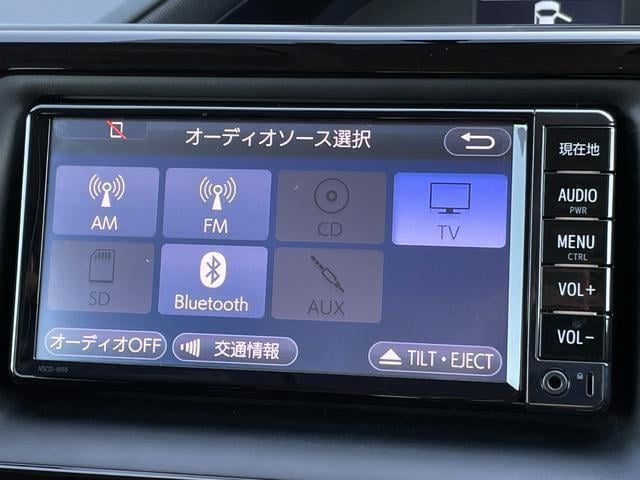 オーディオソース選択
AM
FM
CD
TV
SD
Bluetooth
AUX
オーディオOFF
交通情報
TILT・EJECT
NSCD-W66
現在地
AUDIO
PWR
MENU
CTRL
VOL+
VOL-